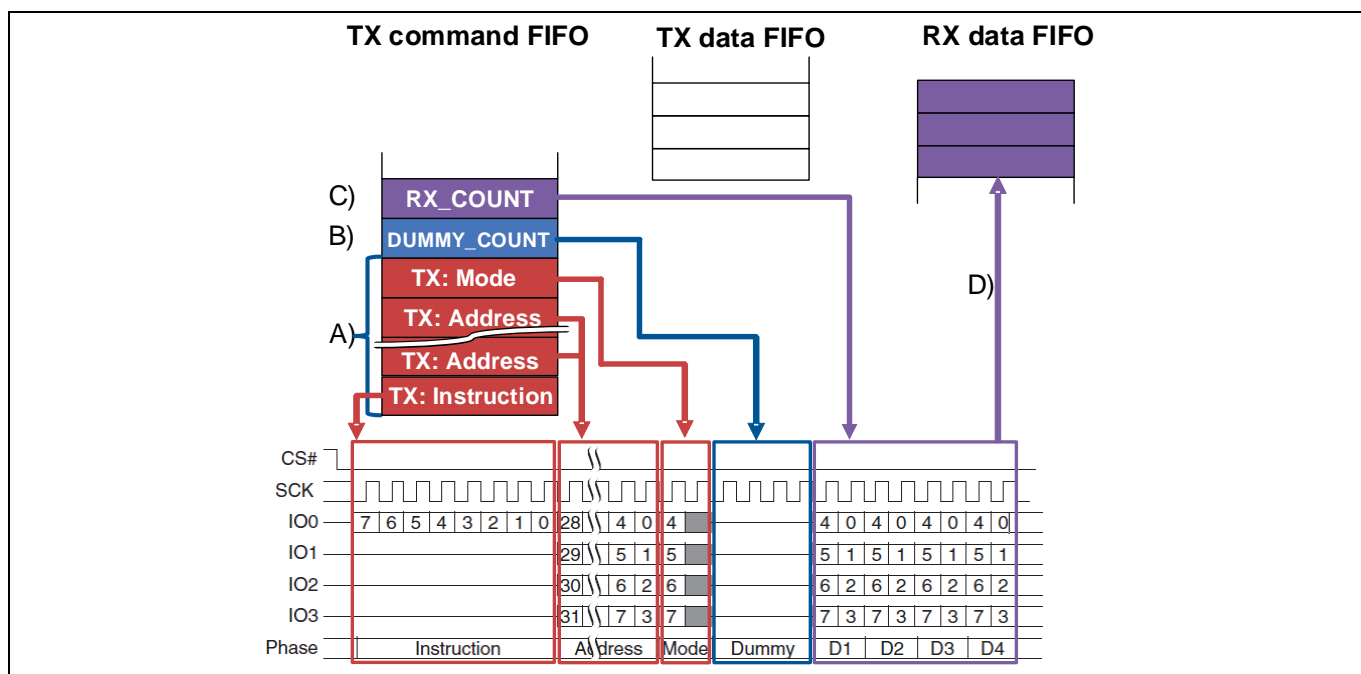 TX command FIFO TX data FIFO RX data FIFO
C) RX_COUNT
B) DUMMY_COUNT
TX: Mode
D)
TX: Address
A)
TX: Address
TX: Instruction
CS#
SCK
IO0 7 6 5 4 3 2 1 0 28 4 0 4 4 0 4 0 4 0 4 0
IO1 29 5 1 5 5 1 5 1 5 1 5 1
IO2 30 6 2 6 6 2 6 2 6 2 6 2
IO3 31 7 3 7 7 3 7 3 7 3 7 3
Phase Instruction Address Mode Dummy D1 D2 D3 D4